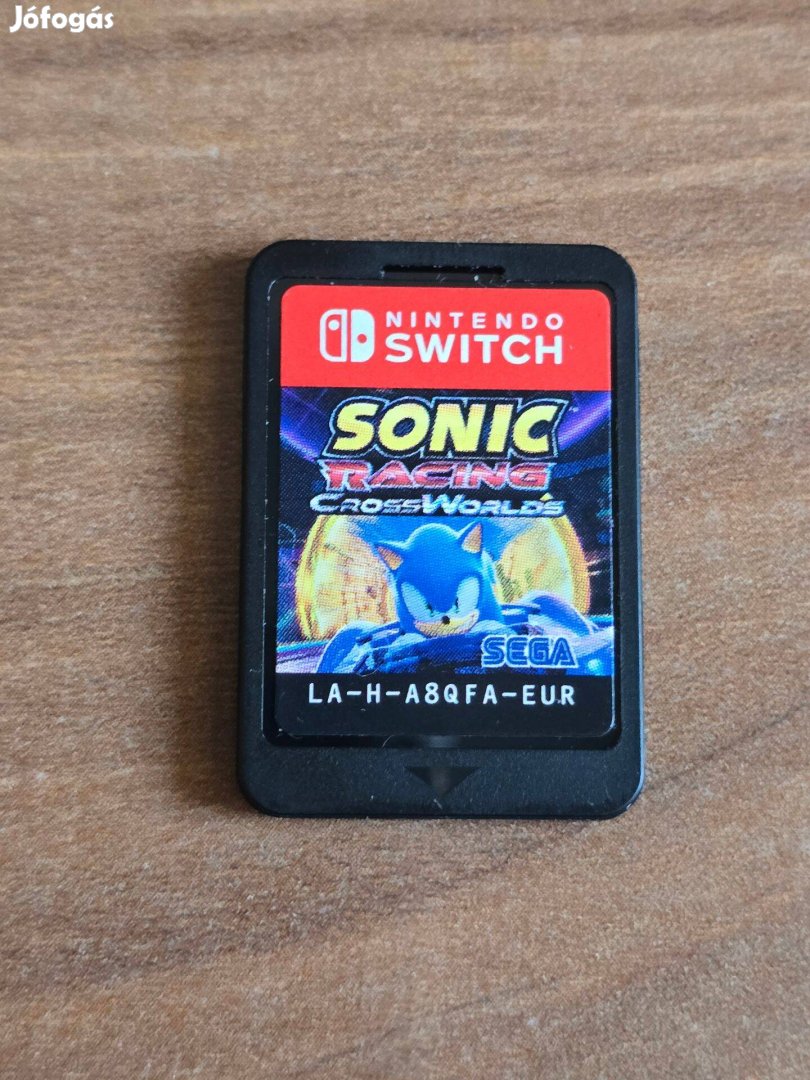 Jófogás
NINTENDO
SWITCH
SONIC
RACING
CROSSWORLDS
SEGA
LA-H-A8QFA-EUR